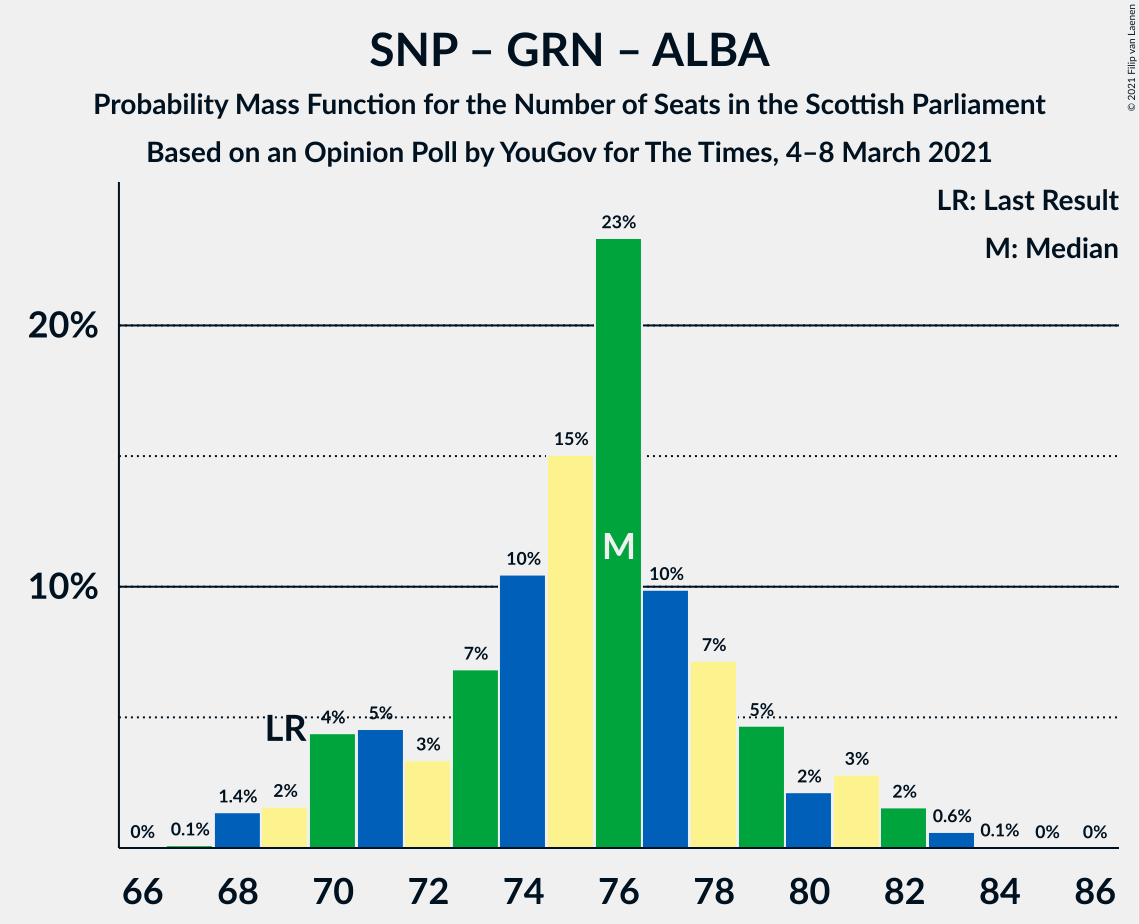 SNP – GRN – ALBA
Probability Mass Function for the Number of Seats in the Scottish Parliament
Based on an Opinion Poll by YouGov for The Times, 4–8 March 2021
© 2021 Filip van Laenen
LR: Last Result
M: Median
20%
10%
0%
0.1%
1.4%
2%
LR
4%
5%
3%
7%
10%
15%
23%
M
10%
7%
5%
2%
3%
2%
0.6%
0.1%
0%
0%
66 68 70 72 74 76 78 80 82 84 86